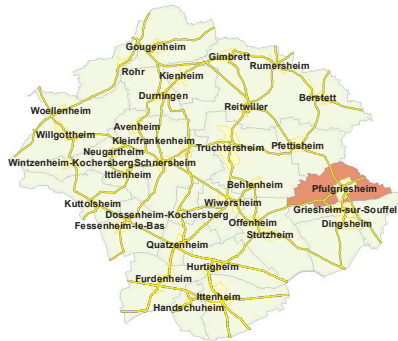 Gougenheim
Gimbrett
Rohr
Kienheim
Rumersheim
Durningen
Berstett
Woellenheim
Reitwiller
Avenheim
Willgottheim
Kleinfrankenheim
Pfettisheim
Neugartheim
Truchtersheim
Wintzenheim-Kochersberg
Schnersheim
Ittenheim
Behlenheim
Pfulgriesheim
Kuttolsheim
Wiwersheim
Griesheim-sur-Souffel
Dossenheim-Kochersberg
Fessenheim-le-Bas
Offenheim
Dingsheim
Stutzheim
Quatzenheim
Hurtigheim
Furdenheim
Ittenheim
Handschuheim